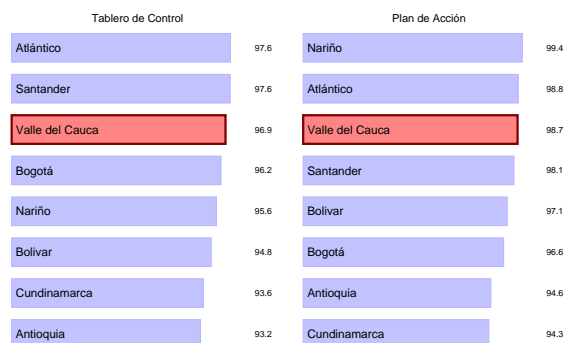 Tablero de Control
Atlántico 97.6
Santander 97.6
Valle del Cauca 96.9
Bogotá 96.2
Nariño 95.6
Bolivar 94.8
Cundinamarca 93.6
Antioquia 93.2
Plan de Acción
Nariño 99.4
Atlántico 98.8
Valle del Cauca 98.7
Santander 98.1
Bolivar 97.1
Bogotá 96.6
Antioquia 94.6
Cundinamarca 94.3